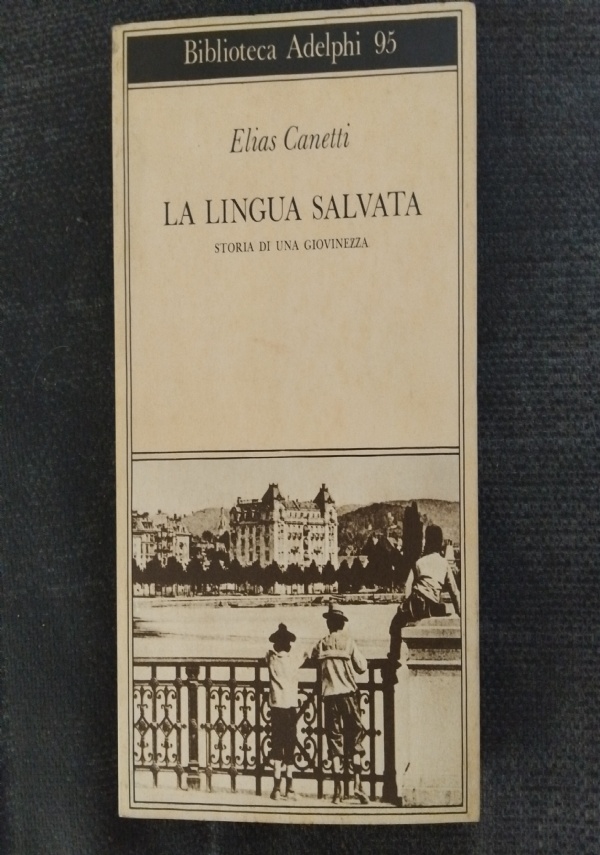 Biblioteca Adelphi 95
Elias Canetti
LA LINGUA SALVATA
STORIA DI UNA GIOVINEZZA